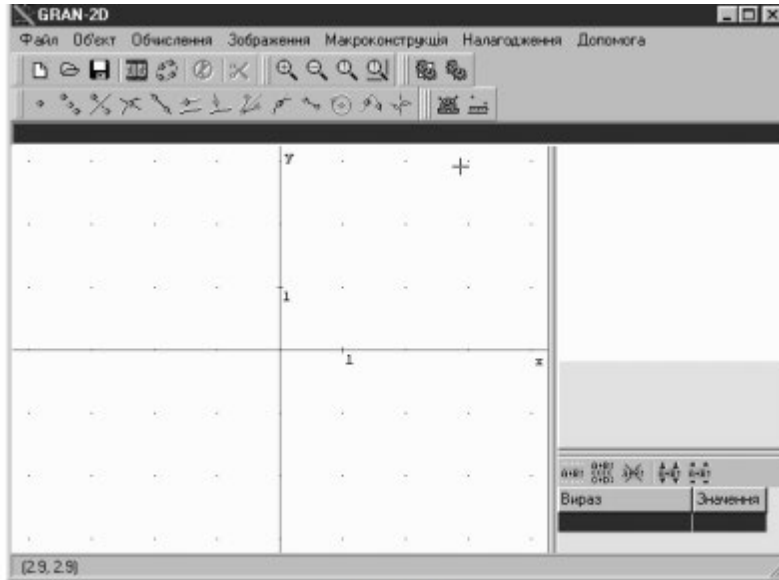 GRAN-2D
Файл Об'єкт Обчислення Зображення Макроконструкція Налагодження Допомога
y
1
1
x
Вираз Значення
(2.9, 2.9)